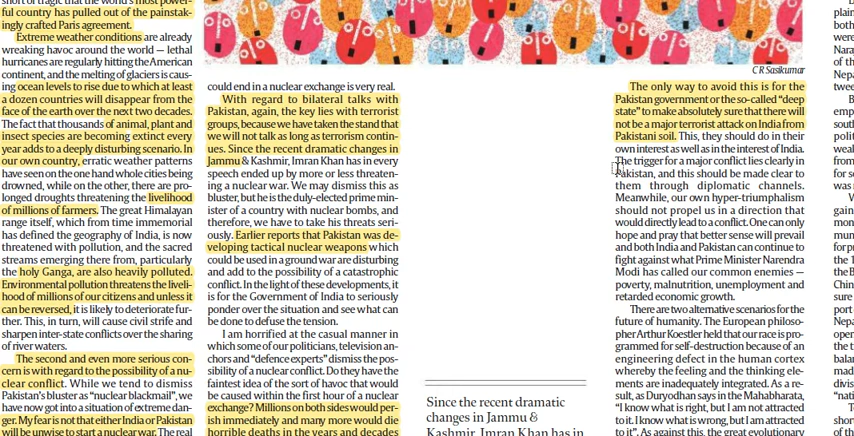 short of tragic that the world's most power-
ful country has pulled out of the painstak-
ingly crafted Paris agreement.
Extreme weather conditions are already
wreaking havoc around the world — lethal
hurricanes are regularly hitting the American
continent, and the melting of glaciers is caus-
ing ocean levels to rise due to which at least
a dozen countries will disappear from the
face of the earth over the next two decades.
The fact that thousands of animal, plant and
insect species are becoming extinct every
year adds to a deeply disturbing scenario. In
our own country, erratic weather patterns
have seen on the one hand whole cities being
drowned, while on the other, there are pro-
longed droughts threatening the livelihood
of millions of farmers. The great Himalayan
range itself, which from time immemorial
has defined the geography of India, is now
threatened with pollution, and the sacred
streams emerging there from, particularly
the holy Ganga, are also heavily polluted.
Environmental pollution threatens the liveli-
hood of millions of our citizens and unless it
can be reversed, it is likely to deteriorate fur-
ther. This, in turn, will cause civil strife and
sharpen inter-state conflicts over the sharing
of river waters.
The second and even more serious con-
cern is with regard to the possibility of a nu-
clear conflict. While we tend to dismiss
Pakistan's bluster as "nuclear blackmail", we
have now got into a situation of extreme dan-
ger. My fear is not that either India or Pakistan
will be unwise to start a nuclear war. The real
could end in a nuclear exchange is very real.
With regard to bilateral talks with
Pakistan, again, the key lies with terrorist
groups, because we have taken the stand that
we will not talk as long as terrorism contin-
ues. Since the recent dramatic changes in
Jammu & Kashmir, Imran Khan has in every
speech ended up by more or less threaten-
ing a nuclear war. We may dismiss this as
bluster, but he is the duly-elected prime min-
ister of a country with nuclear bombs, and
therefore, we have to take his threats seri-
ously. Earlier reports that Pakistan was de-
veloping tactical nuclear weapons which
could be used in a ground war are disturbing
and add to the possibility of a catastrophic
conflict. In the light of these developments, it
is for the Government of India to seriously
ponder over the situation and see what can
be done to defuse the tension.
I am horrified at the casual manner in
which some of our politicians, television an-
chors and "defence experts" dismiss the pos-
sibility of a nuclear conflict. Do they have the
faintest idea of the sort of havoc that would
be caused within the first hour of a nuclear
exchange? Millions on both sides would per-
ish immediately and many more would die
horrible deaths in the years and decades
Since the recent dramatic
changes in Jammu &
Kashmir, Imran Khan has in
C R Sasikumar
The only way to avoid this is for the
Pakistan government or the so-called "deep
state" to make absolutely sure that there will
not be a major terrorist attack on India from
Pakistani soil. This, they should do in their
own interest as well as in the interest of India.
The trigger for a major conflict lies clearly in
Pakistan, and this should be made clear to
them through diplomatic channels.
Meanwhile, our own hyper-triumphalism
should not propel us in a direction that
would directly lead to a conflict. One can only
hope and pray that better sense will prevail
and both India and Pakistan can continue to
fight against what Prime Minister Narendra
Modi has called our common enemies —
poverty, malnutrition, unemployment and
retarded economic growth.
There are two alternative scenarios for the
future of humanity. The European philoso-
pher Arthur Koestler held that our race is pro-
grammed for self-destruction because of an
engineering defect in the human cortex
whereby the feeling and the thinking ele-
ments are inadequately integrated. As a re-
sult, as Duryodhan says in the Mahabharata,
"I know what is right, but I am not attracted
to it. I know what is wrong, but I am attracted
to it". As against this, the great evolutionary